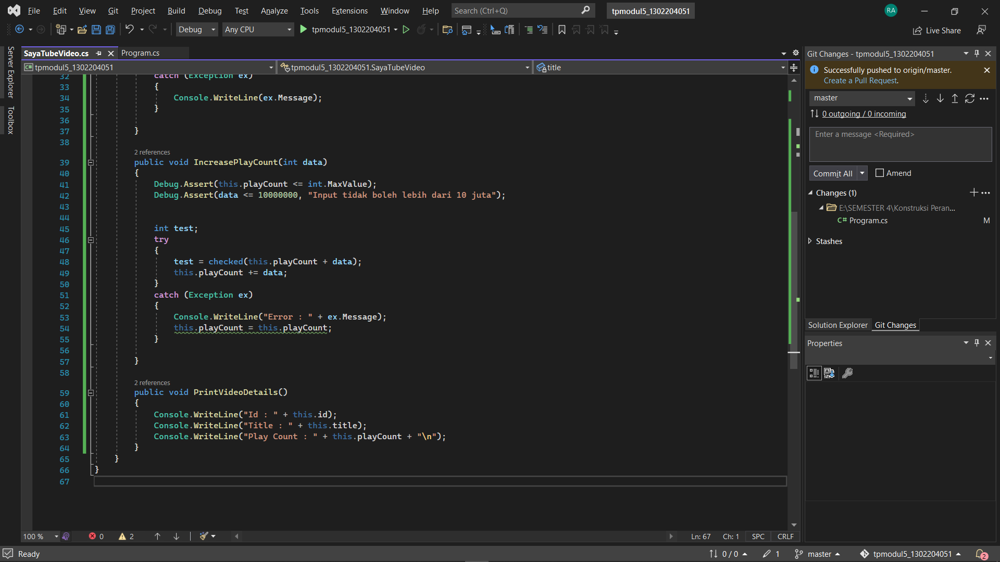 File Edit View Git Project Build Debug Test Analyze Tools Extensions Window Help Search (Ctrl+Q) tpmodul5_1302204051 RA
Debug Any CPU tpmodul5_1302204051 Live Share
Server Explorer
Toolbox
SayaTubeVideo.cs Program.cs
C# tpmodul5_1302204051 tpmodul5_1302204051.SayaTubeVideo title
32 catch (Exception ex)
33 {
34 Console.WriteLine(ex.Message);
35 }
36
37 }
38
2 references
39 public void IncreasePlayCount(int data)
40 {
41 Debug.Assert(this.playCount <= int.MaxValue);
42 Debug.Assert(data <= 10000000, "Input tidak boleh lebih dari 10 juta");
43
44
45 int test;
46 try
47 {
48 test = checked(this.playCount + data);
49 this.playCount += data;
50 }
51 catch (Exception ex)
52 {
53 Console.WriteLine("Error : " + ex.Message);
54 this.playCount = this.playCount;
55 }
56
57 }
58
2 references
59 public void PrintVideoDetails()
60 {
61 Console.WriteLine("Id : " + this.id);
62 Console.WriteLine("Title : " + this.title);
63 Console.WriteLine("Play Count : " + this.playCount + "\n");
64 }
65 }
66 }
67
100 % 0 2 Ln: 67 Ch: 1 SPC CRLF
Git Changes - tpmodul5_1302204051
Successfully pushed to origin/master.
Create a Pull Request.
master
0 outgoing / 0 incoming
Enter a message <Required>
Commit All Amend
Changes (1)
E:\SEMESTER 4\Konstruksi Peran...
C# Program.cs M
Stashes
Solution Explorer Git Changes
Properties
Ready 0 / 0 1 master tpmodul5_1302204051 2